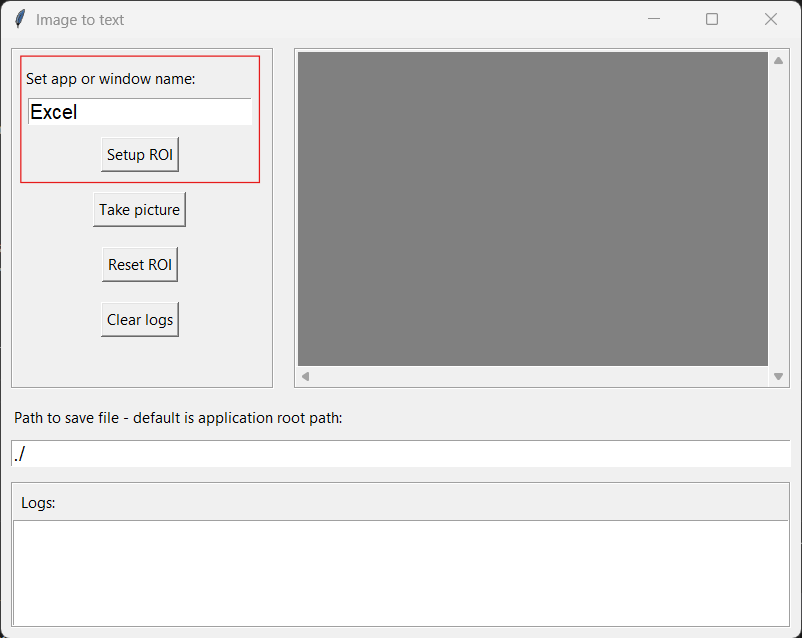 Image to text
Set app or window name:
Excel
Setup ROI
Take picture
Reset ROI
Clear logs
Path to save file - default is application root path:
./
Logs: